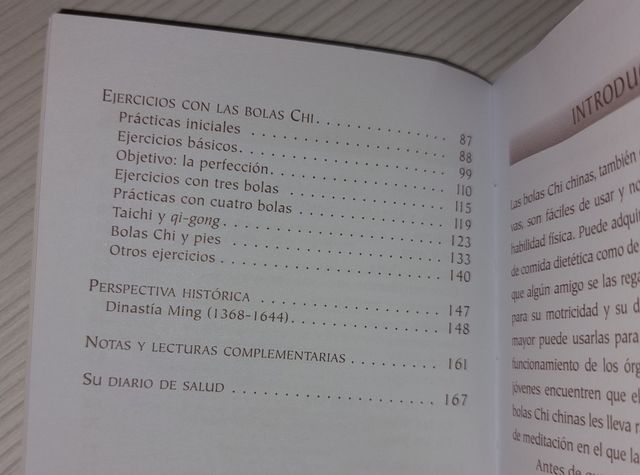 EJERCICIOS CON LAS BOLAS CHI. . . . . . . . . . . . . . . . 87
Prácticas iniciales . . . . . . . . . . . . . . . . . . . . 88
Ejercicios básicos. . . . . . . . . . . . . . . . . . . . . 99
Objetivo: la perfección. . . . . . . . . . . . . . . . . . 110
Ejercicios con tres bolas . . . . . . . . . . . . . . . . . 115
Prácticas con cuatro bolas . . . . . . . . . . . . . . . . 119
Taichi y qi-gong . . . . . . . . . . . . . . . . . . . . . 123
Bolas Chi y pies . . . . . . . . . . . . . . . . . . . . . 133
Otros ejercicios . . . . . . . . . . . . . . . . . . . . . 140
PERSPECTIVA HISTÓRICA . . . . . . . . . . . . . . . . . . . 147
Dinastía Ming (1368-1644). . . . . . . . . . . . . . . . . 148
NOTAS Y LECTURAS COMPLEMENTARIAS . . . . . . . . . . . . . 161
SU DIARIO DE SALUD . . . . . . . . . . . . . . . . . . . . 167
INTRODUC
Las bolas Chi chinas, también
vas, son fáciles de usar y no
habilidad física. Puede adqui
de comida dietética como de
que algún amigo se las rega
para su motricidad y su d
mayor puede usarlas para
funcionamiento de los órg
jóvenes encuentren que el
bolas Chi chinas les lleva r
de meditación en el que la
Antes de